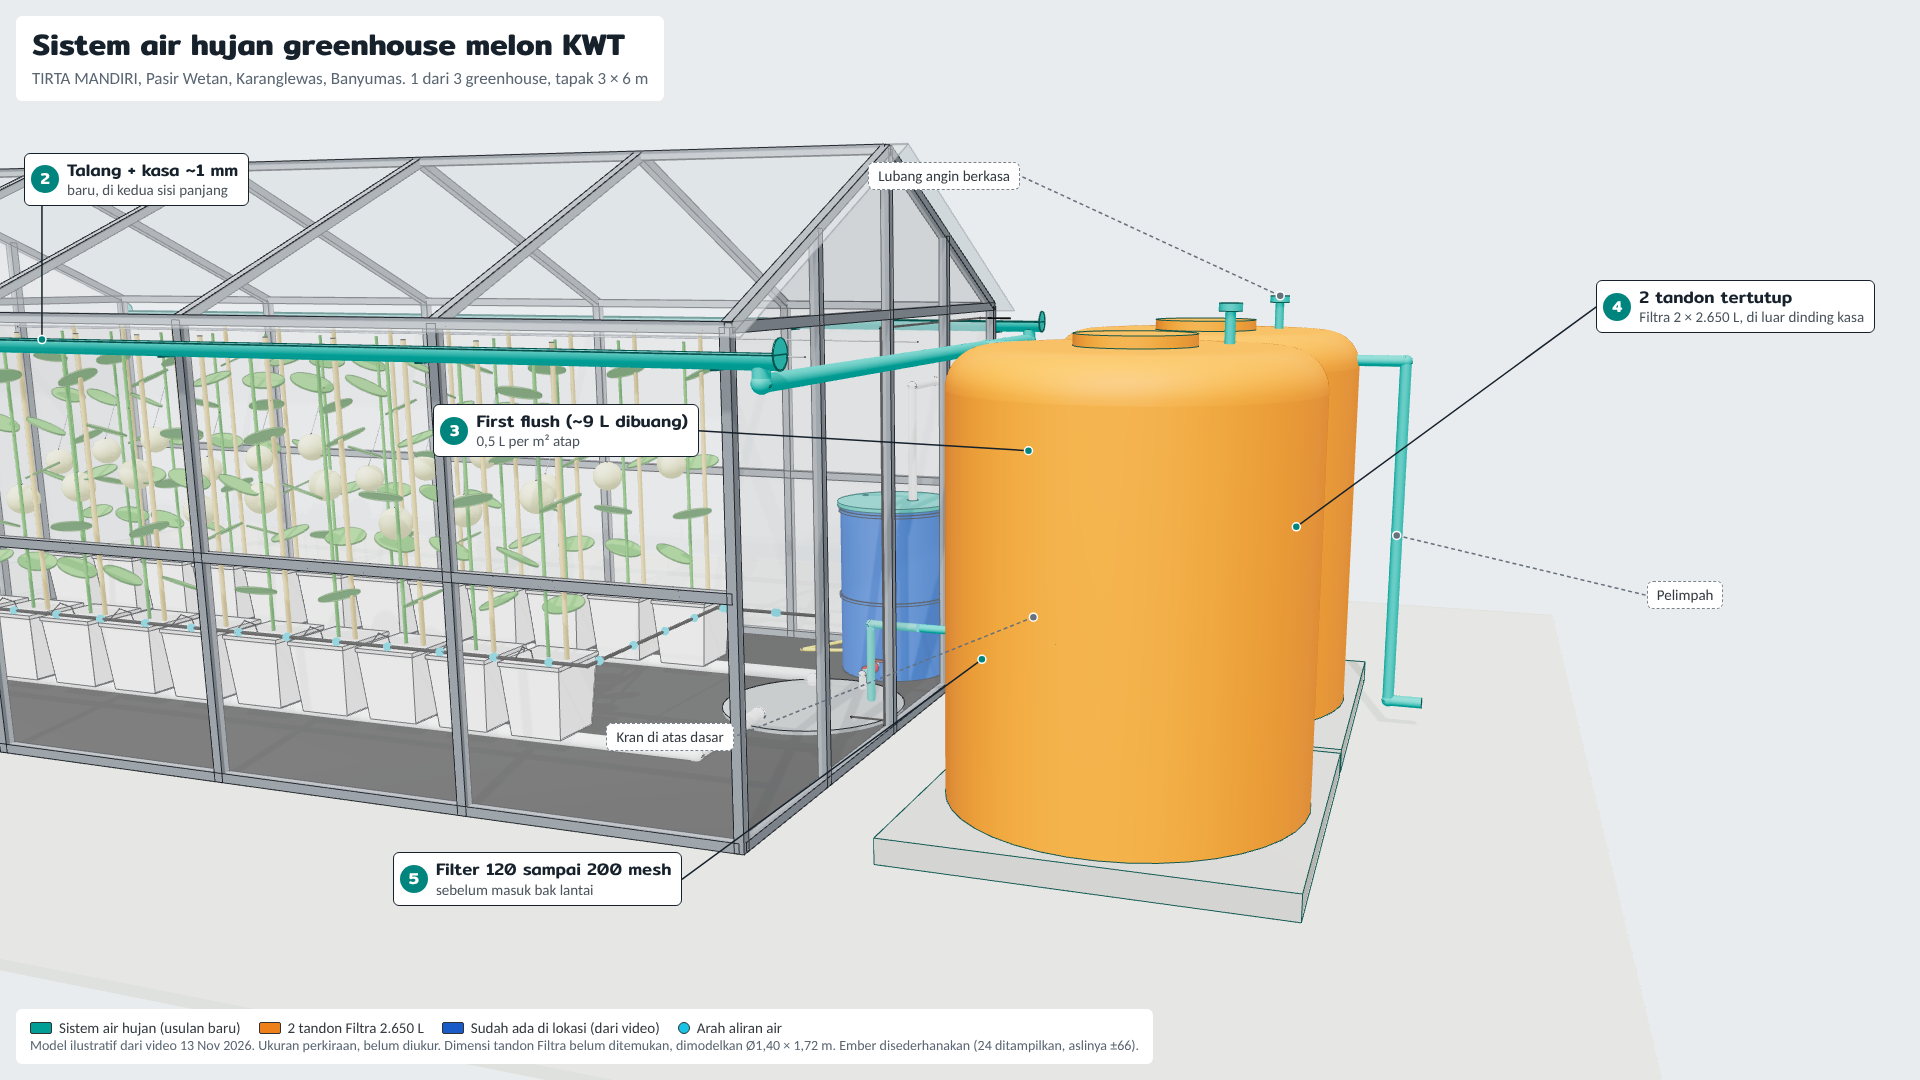 Sistem air hujan greenhouse melon KWT
TIRTA MANDIRI, Pasir Wetan, Karanglewas, Banyumas. 1 dari 3 greenhouse, tapak 3 × 6 m
2
Talang + kasa ~1 mm
baru, di kedua sisi panjang
Lubang angin berkasa
4
2 tandon tertutup
Filtra 2 × 2.650 L, di luar dinding kasa
3
First flush (~9 L dibuang)
0,5 L per m² atap
Pelimpah
Kran di atas dasar
5
Filter 120 sampai 200 mesh
sebelum masuk bak lantai
Sistem air hujan (usulan baru)
2 tandon Filtra 2.650 L
Sudah ada di lokasi (dari video)
Arah aliran air
Model ilustratif dari video 13 Nov 2026. Ukuran perkiraan, belum diukur. Dimensi tandon Filtra belum ditemukan, dimodelkan Ø1,40 × 1,72 m. Ember disederhanakan (24 ditampilkan, aslinya ±66).